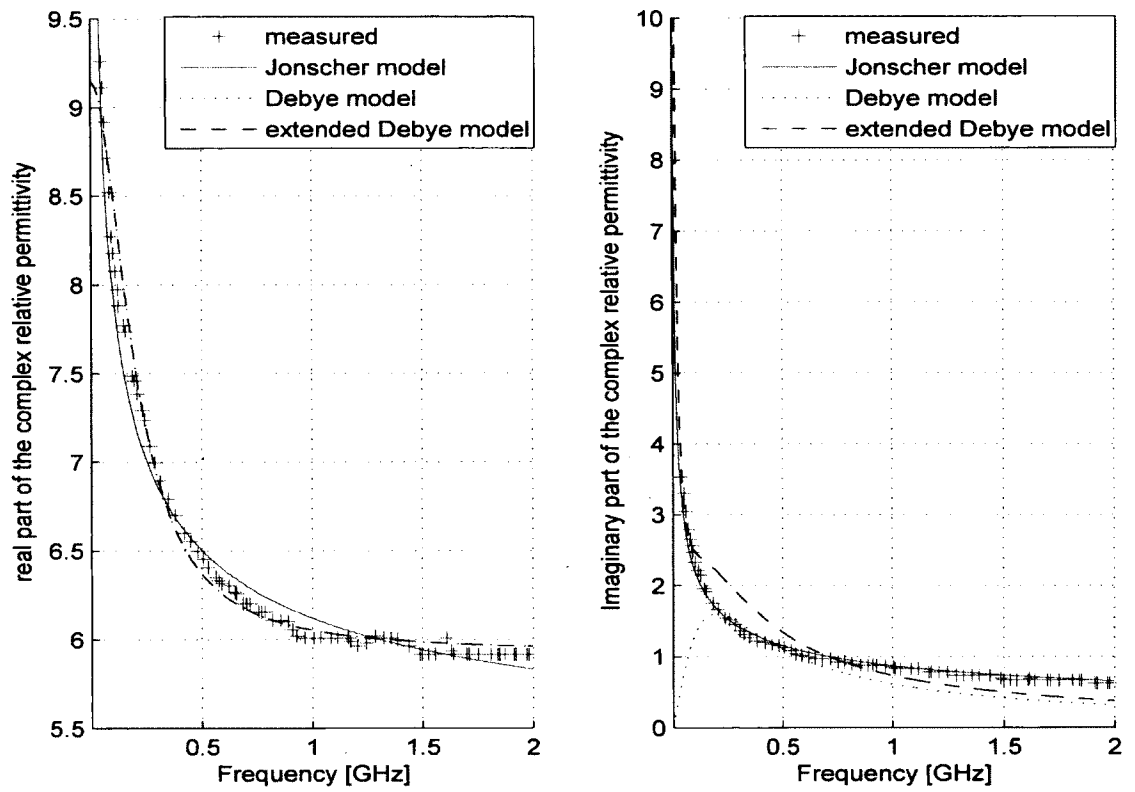 9.5
9
8.5
8
7.5
7
6.5
6
5.5
real part of the complex relative permittivity
measured
Jonscher model
Debye model
extended Debye model
0.5
1
1.5
2
Frequency [GHz]
10
9
8
7
6
5
4
3
2
1
0
Imaginary part of the complex relative permittivity
measured
Jonscher model
Debye model
extended Debye model
0.5
1
1.5
2
Frequency [GHz]